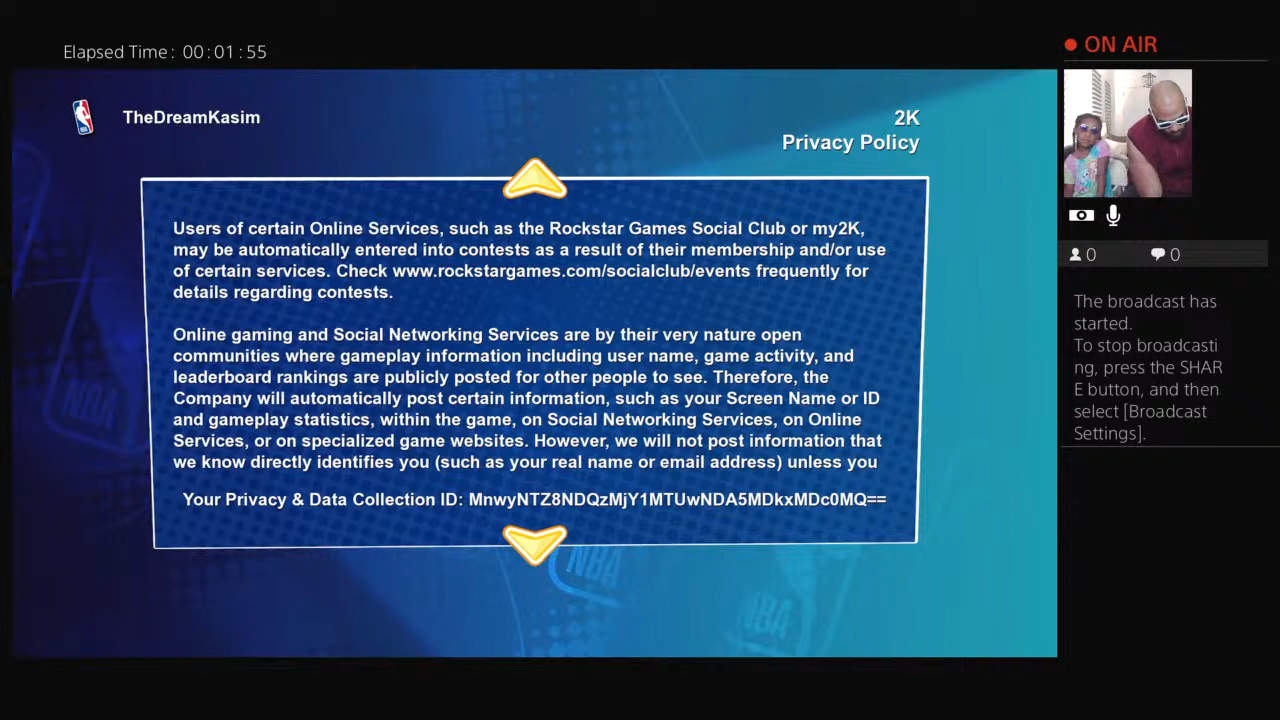 Elapsed Time: 00:01:55
ON AIR
TheDreamKasim
2K
Privacy Policy
Users of certain Online Services, such as the Rockstar Games Social Club or my2K,
may be automatically entered into contests as a result of their membership and/or use
of certain services. Check www.rockstargames.com/socialclub/events frequently for
details regarding contests.
Online gaming and Social Networking Services are by their very nature open
communities where gameplay information including user name, game activity, and
leaderboard rankings are publicly posted for other people to see. Therefore, the
Company will automatically post certain information, such as your Screen Name or ID
and gameplay statistics, within the game, on Social Networking Services, on Online
Services, or on specialized game websites. However, we will not post information that
we know directly identifies you (such as your real name or email address) unless you
Your Privacy & Data Collection ID: MnwyNTZ8NDQzMjY1MTUwNDA5MDkxMDc0MQ==
NBA
NBA
NBA
0
0
The broadcast has
started.
To stop broadcasti
ng, press the SHAR
E button, and then
select [Broadcast
Settings].